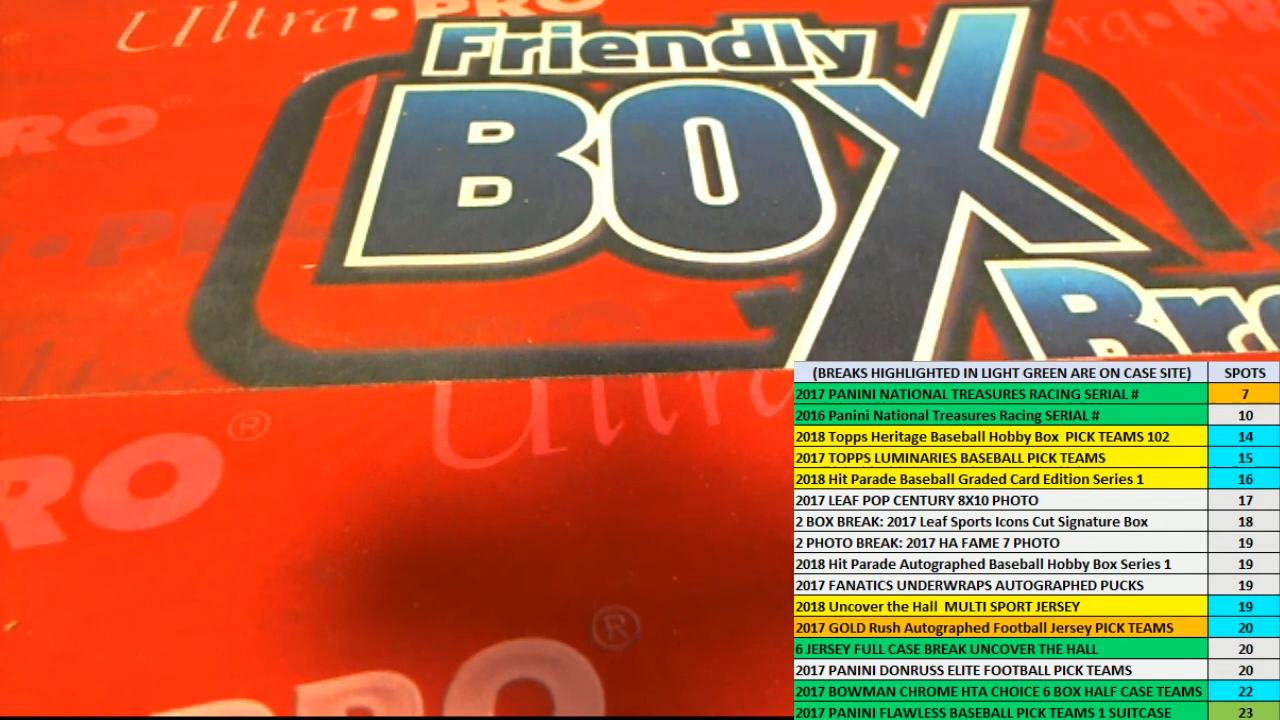 Ultra•PRO
Ultra•PRO
Friendly
BOX
PRO®
•PRO
Ultra
RO®
®
PRO
(BREAKS HIGHLIGHTED IN LIGHT GREEN ARE ON CASE SITE) SPOTS
2017 PANINI NATIONAL TREASURES RACING SERIAL # 7
2016 Panini National Treasures Racing SERIAL # 10
2018 Topps Heritage Baseball Hobby Box PICK TEAMS 102 14
2017 TOPPS LUMINARIES BASEBALL PICK TEAMS 15
2018 Hit Parade Baseball Graded Card Edition Series 1 16
2017 LEAF POP CENTURY 8X10 PHOTO 17
2 BOX BREAK: 2017 Leaf Sports Icons Cut Signature Box 18
2 PHOTO BREAK: 2017 HA FAME 7 PHOTO 19
2018 Hit Parade Autographed Baseball Hobby Box Series 1 19
2017 FANATICS UNDERWRAPS AUTOGRAPHED PUCKS 19
2018 Uncover the Hall MULTI SPORT JERSEY 19
2017 GOLD Rush Autographed Football Jersey PICK TEAMS 20
6 JERSEY FULL CASE BREAK UNCOVER THE HALL 20
2017 PANINI DONRUSS ELITE FOOTBALL PICK TEAMS 20
2017 BOWMAN CHROME HTA CHOICE 6 BOX HALF CASE TEAMS 22
2017 PANINI FLAWLESS BASEBALL PICK TEAMS 1 SUITCASE 23